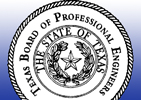 TEXAS BOARD OF PROFESSIONAL ENGINEERS
THE STATE OF TEXAS